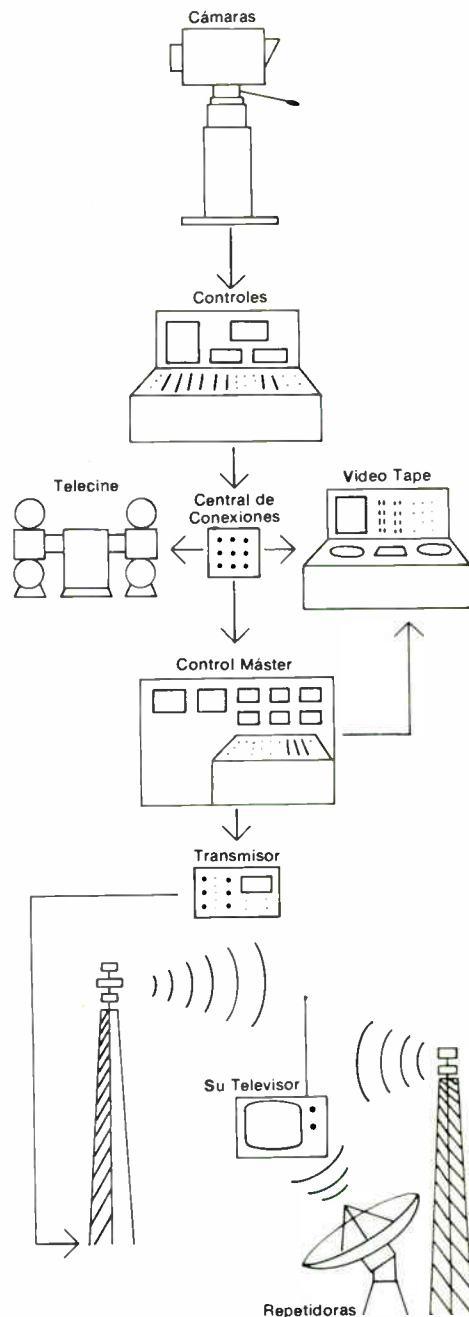 Cámaras
Controles
Telecine
Central de
Conexiones
Video Tape
Control Máster
Transmisor
Su Televisor
Repetidoras